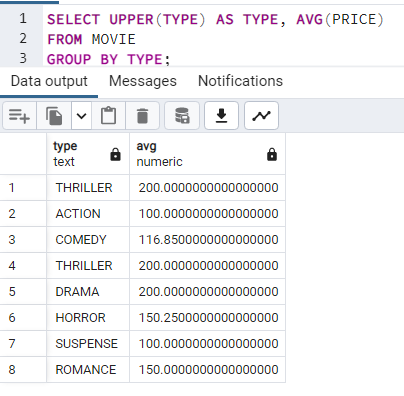 1 SELECT UPPER(TYPE) AS TYPE, AVG(PRICE)
2 FROM MOVIE
3 GROUP BY TYPE;
Data output Messages Notifications
type avg
text numeric
1 THRILLER 200.0000000000000000
2 ACTION 100.0000000000000000
3 COMEDY 116.8500000000000000
4 THRILLER 200.0000000000000000
5 DRAMA 200.0000000000000000
6 HORROR 150.2500000000000000
7 SUSPENSE 100.0000000000000000
8 ROMANCE 150.0000000000000000